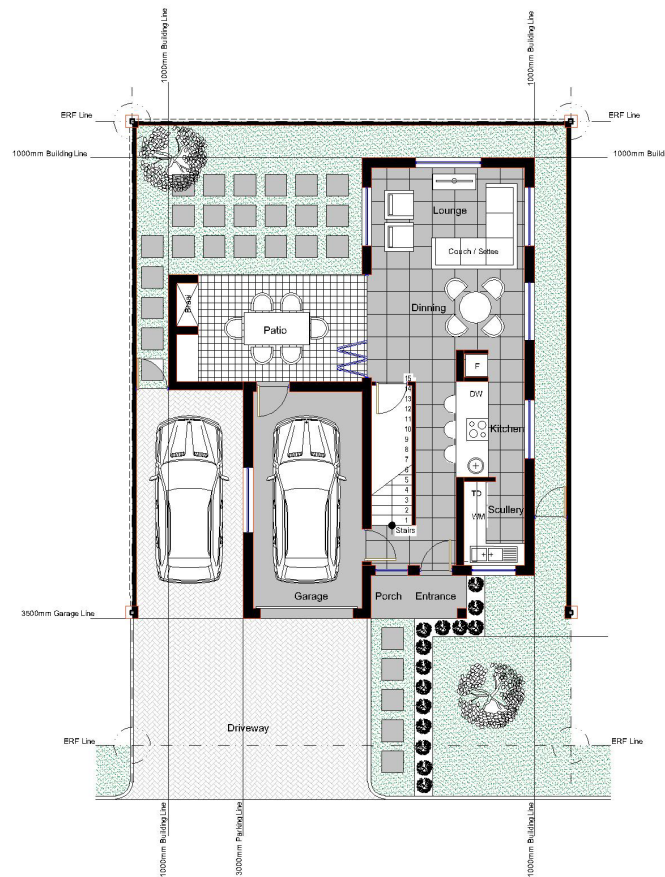 1000mm Building Line
1000mm Building Line
ERF Line
ERF Line
1000mm Building Line
1000mm Build
Lounge
Couch / Settee
Braai
Dinning
Patio
F
15
14
13
12
11
10
9
8
7
6
5
4
3
2
1
DW
Kitchen
TD
WM
Scullery
Stairs
Garage
Porch
Entrance
3500mm Garage Line
Driveway
ERF Line
ERF Line
1000mm Building Line
3000mm Parking Line
1000mm Building Line